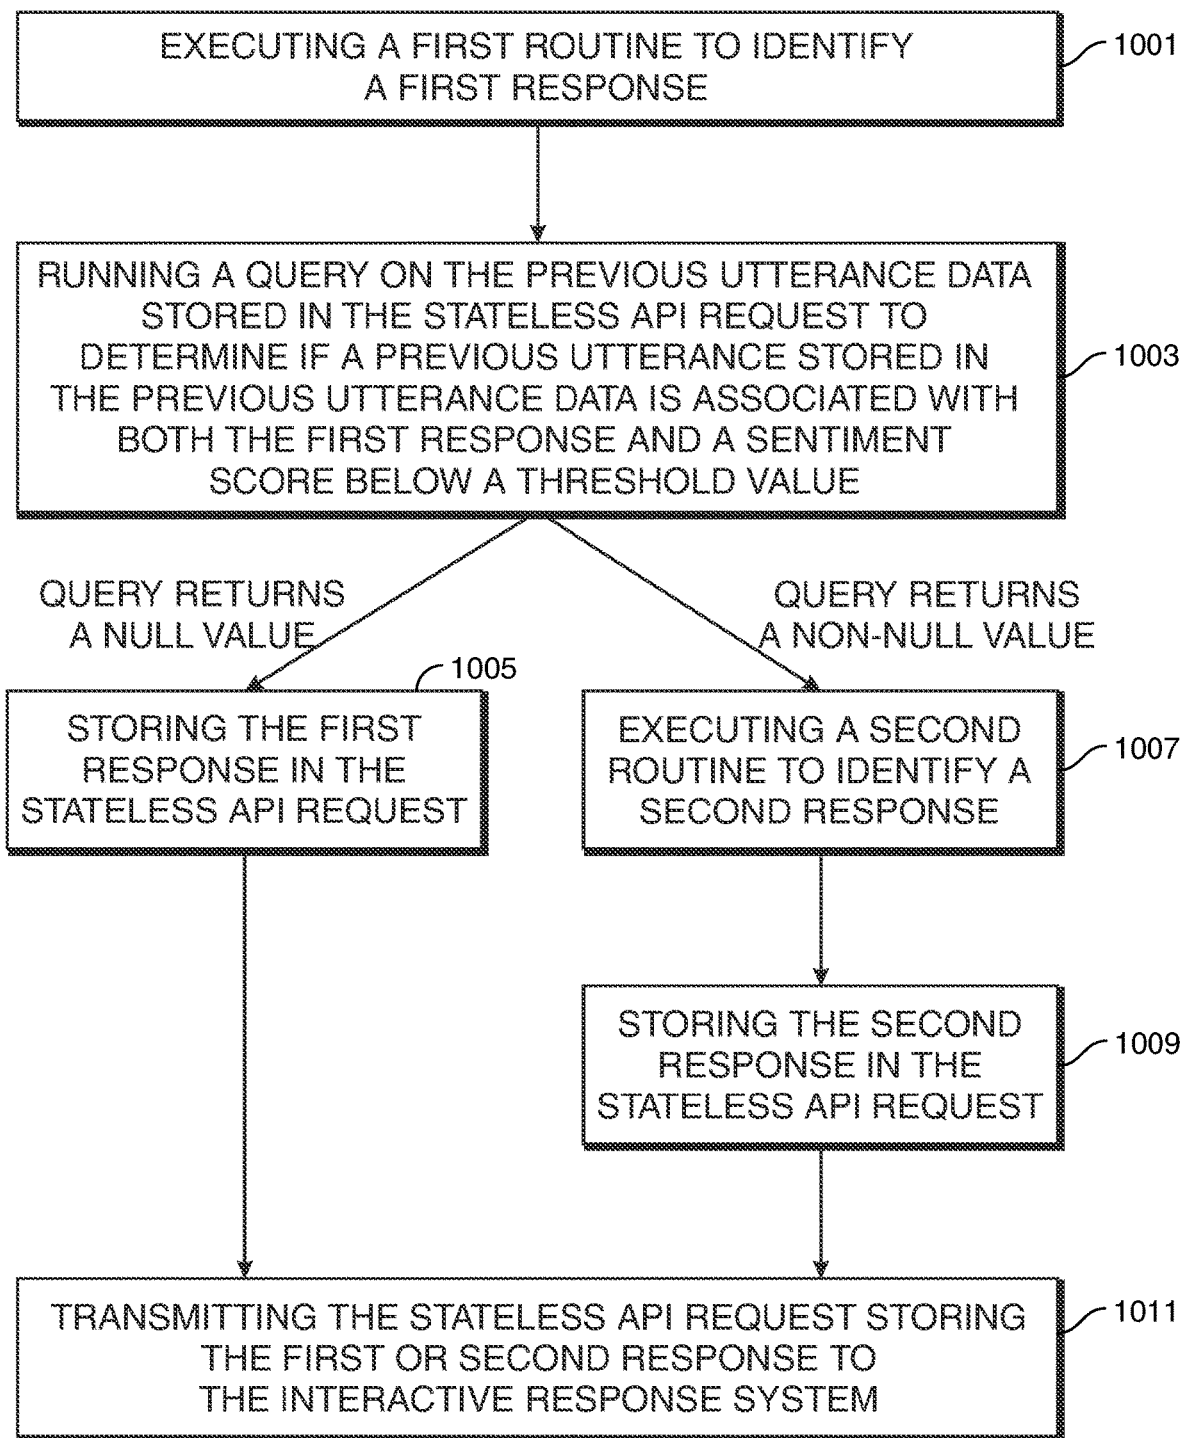 EXECUTING A FIRST ROUTINE TO IDENTIFY
A FIRST RESPONSE
1001
RUNNING A QUERY ON THE PREVIOUS UTTERANCE DATA
STORED IN THE STATELESS API REQUEST TO
DETERMINE IF A PREVIOUS UTTERANCE STORED IN
THE PREVIOUS UTTERANCE DATA IS ASSOCIATED WITH
BOTH THE FIRST RESPONSE AND A SENTIMENT
SCORE BELOW A THRESHOLD VALUE
1003
QUERY RETURNS
A NULL VALUE
QUERY RETURNS
A NON-NULL VALUE
1005
STORING THE FIRST
RESPONSE IN THE
STATELESS API REQUEST
EXECUTING A SECOND
ROUTINE TO IDENTIFY A
SECOND RESPONSE
1007
STORING THE SECOND
RESPONSE IN THE
STATELESS API REQUEST
1009
TRANSMITTING THE STATELESS API REQUEST STORING
THE FIRST OR SECOND RESPONSE TO
THE INTERACTIVE RESPONSE SYSTEM
1011